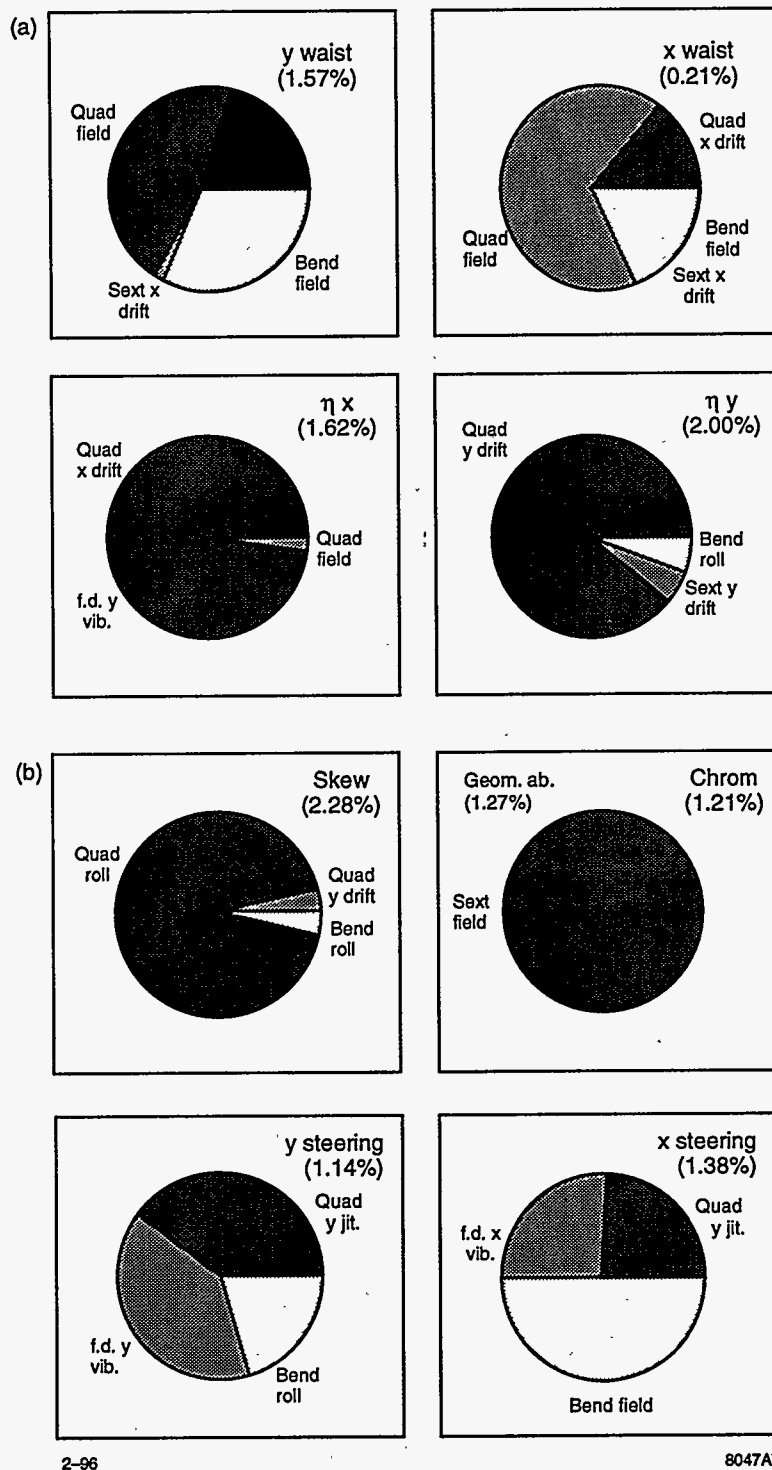 (a)
y waist
(1.57%)
Quad
field
Sext x
drift
Bend
field
x waist
(0.21%)
Quad
x drift
Quad
field
Bend
field
Sext x
drift
η x
(1.62%)
Quad
x drift
Quad
field
f.d. y
vib.
η y
(2.00%)
Quad
y drift
Bend
roll
Sext y
drift
(b)
Skew
(2.28%)
Quad
roll
Quad
y drift
Bend
roll
Geom. ab.
(1.27%)
Chrom
(1.21%)
Sext
field
y steering
(1.14%)
Quad
y jit.
f.d. y
vib.
Bend
roll
x steering
(1.38%)
f.d. x
vib.
Quad
y jit.
Bend field
2–96
8047A